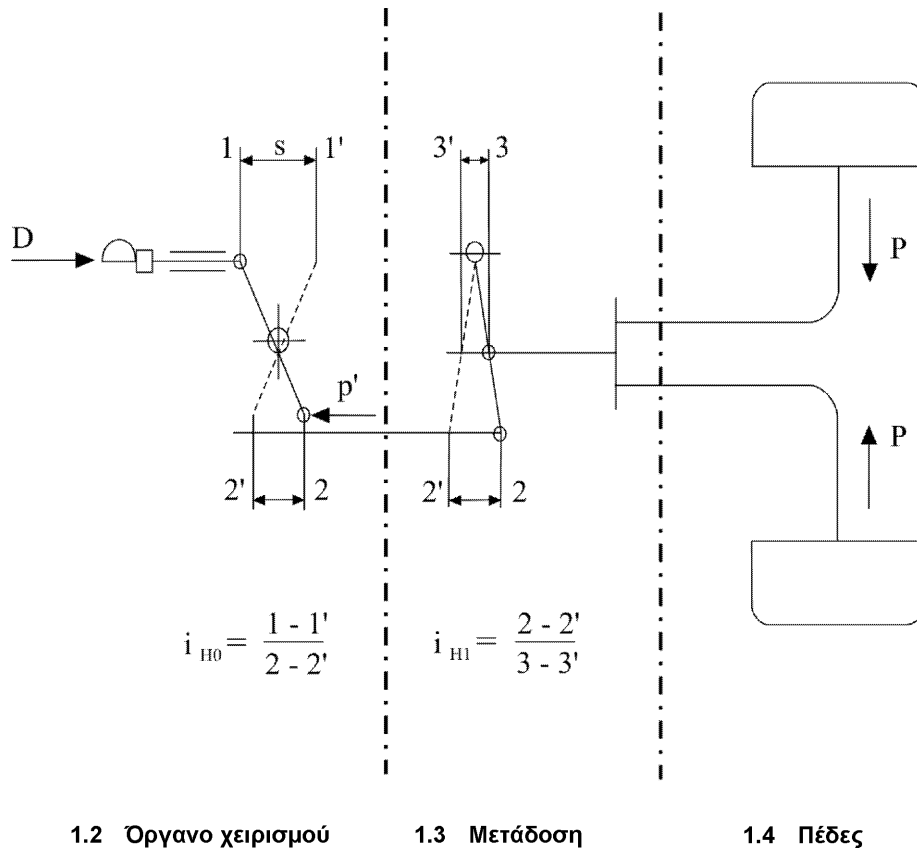 1 s 1' 3' 3
D
P
p'
P
2' 2 2' 2
i H0 = 1 - 1' / 2 - 2' i H1 = 2 - 2' / 3 - 3'
1.2 Όργανο χειρισμού 1.3 Μετάδοση 1.4 Πέδες